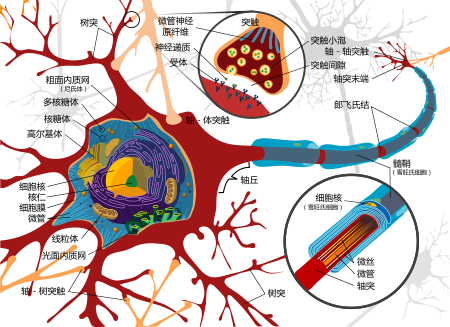 树突
微管神经
原纤维
神经递质
受体
突触
突触小泡
轴 - 轴突触
突触间隙
轴突末端
粗面内质网
(尼氏体)
多核糖体
核糖体
高尔基体
轴 - 体突触
郎飞氏结
髓鞘
(雪旺氏细胞)
轴丘
细胞核
核仁
细胞膜
微管
细胞核
(雪旺氏细胞)
线粒体
光面内质网
微丝
微管
轴突
轴 - 树突触
树突